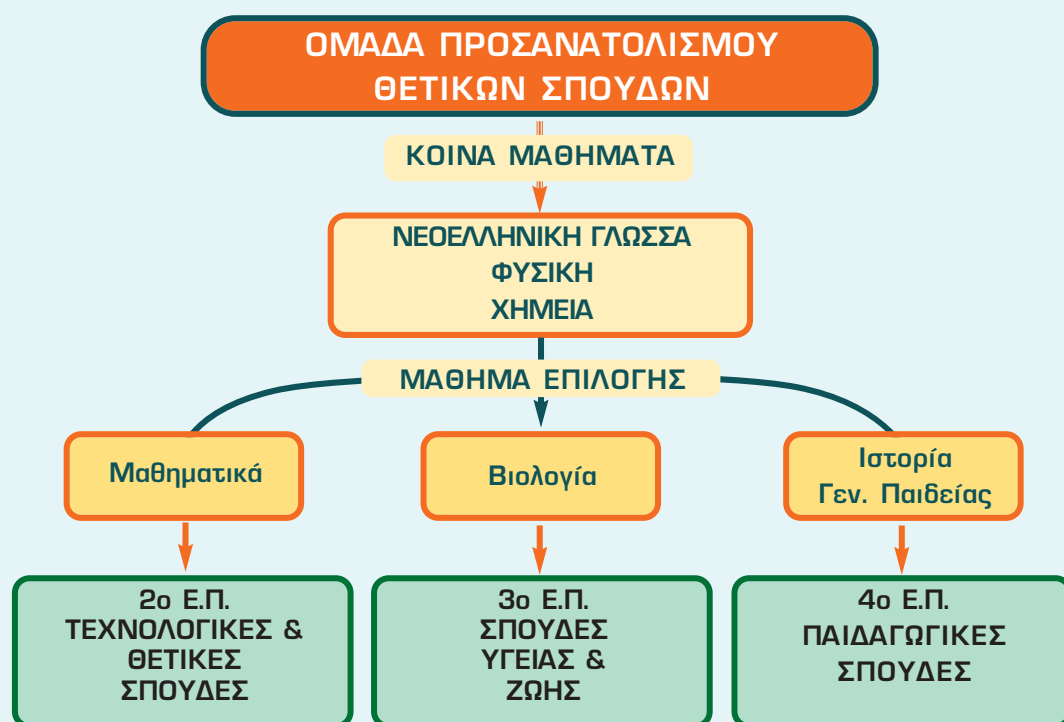 ΟΜΑΔΑ ΠΡΟΣΑΝΑΤΟΛΙΣΜΟΥ
ΘΕΤΙΚΩΝ ΣΠΟΥΔΩΝ
ΚΟΙΝΑ ΜΑΘΗΜΑΤΑ
ΝΕΟΕΛΛΗΝΙΚΗ ΓΛΩΣΣΑ
ΦΥΣΙΚΗ
ΧΗΜΕΙΑ
ΜΑΘΗΜΑ ΕΠΙΛΟΓΗΣ
Μαθηματικά
Βιολογία
Ιστορία
Γεν. Παιδείας
2ο Ε.Π.
ΤΕΧΝΟΛΟΓΙΚΕΣ &
ΘΕΤΙΚΕΣ
ΣΠΟΥΔΕΣ
3ο Ε.Π.
ΣΠΟΥΔΕΣ
ΥΓΕΙΑΣ &
ΖΩΗΣ
4ο Ε.Π.
ΠΑΙΔΑΓΩΓΙΚΕΣ
ΣΠΟΥΔΕΣ